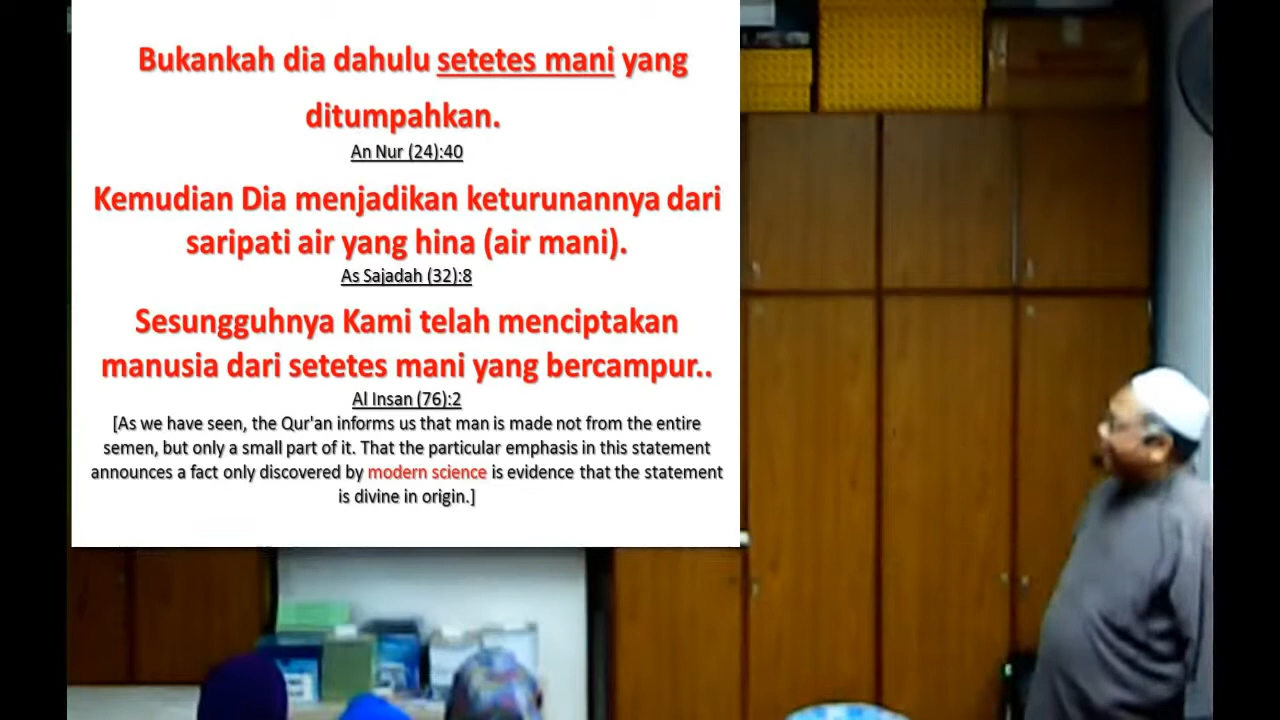 Bukankah dia dahulu setetes mani yang
ditumpahkan.
An Nur (24):40
Kemudian Dia menjadikan keturunannya dari
saripati air yang hina (air mani).
As Sajadah (32):8
Sesungguhnya Kami telah menciptakan
manusia dari setetes mani yang bercampur..
Al Insan (76):2
[As we have seen, the Qur'an informs us that man is made not from the entire
semen, but only a small part of it. That the particular emphasis in this statement
announces a fact only discovered by modern science is evidence that the statement
is divine in origin.]